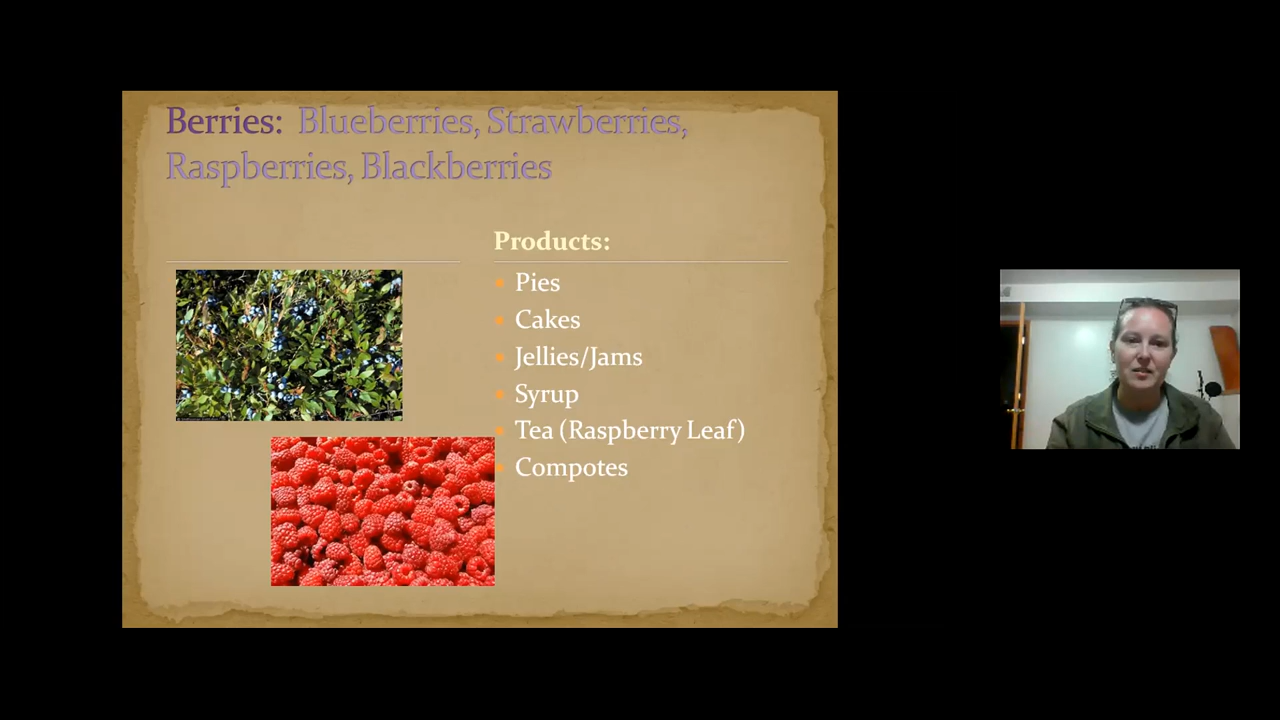 Berries: Blueberries, Strawberries,
Raspberries, Blackberries
Products:
Pies
Cakes
Jellies/Jams
Syrup
Tea (Raspberry Leaf)
Compotes